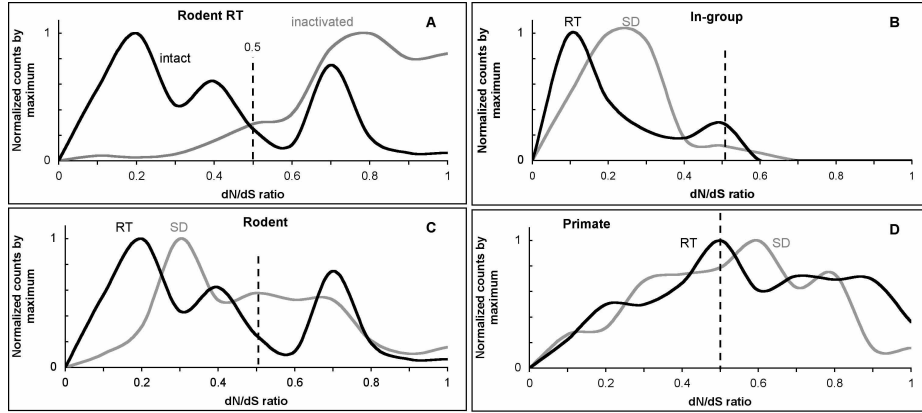 Rodent RT
A
inactivated
intact
0.5
Normalized counts by
maximum
1
0
0 0.2 0.4 0.6 0.8 1
dN/dS ratio
In-group
B
RT
SD
Normalized counts by
maximum
1
0
0 0.2 0.4 0.6 0.8 1
dN/dS ratio
Rodent
C
RT
SD
Normalized counts by
maximum
1
0
0 0.2 0.4 0.6 0.8 1
dN/dS ratio
Primate
D
RT
SD
Normalized counts by
maximum
1
0
0 0.2 0.4 0.6 0.8 1
dN/dS ratio